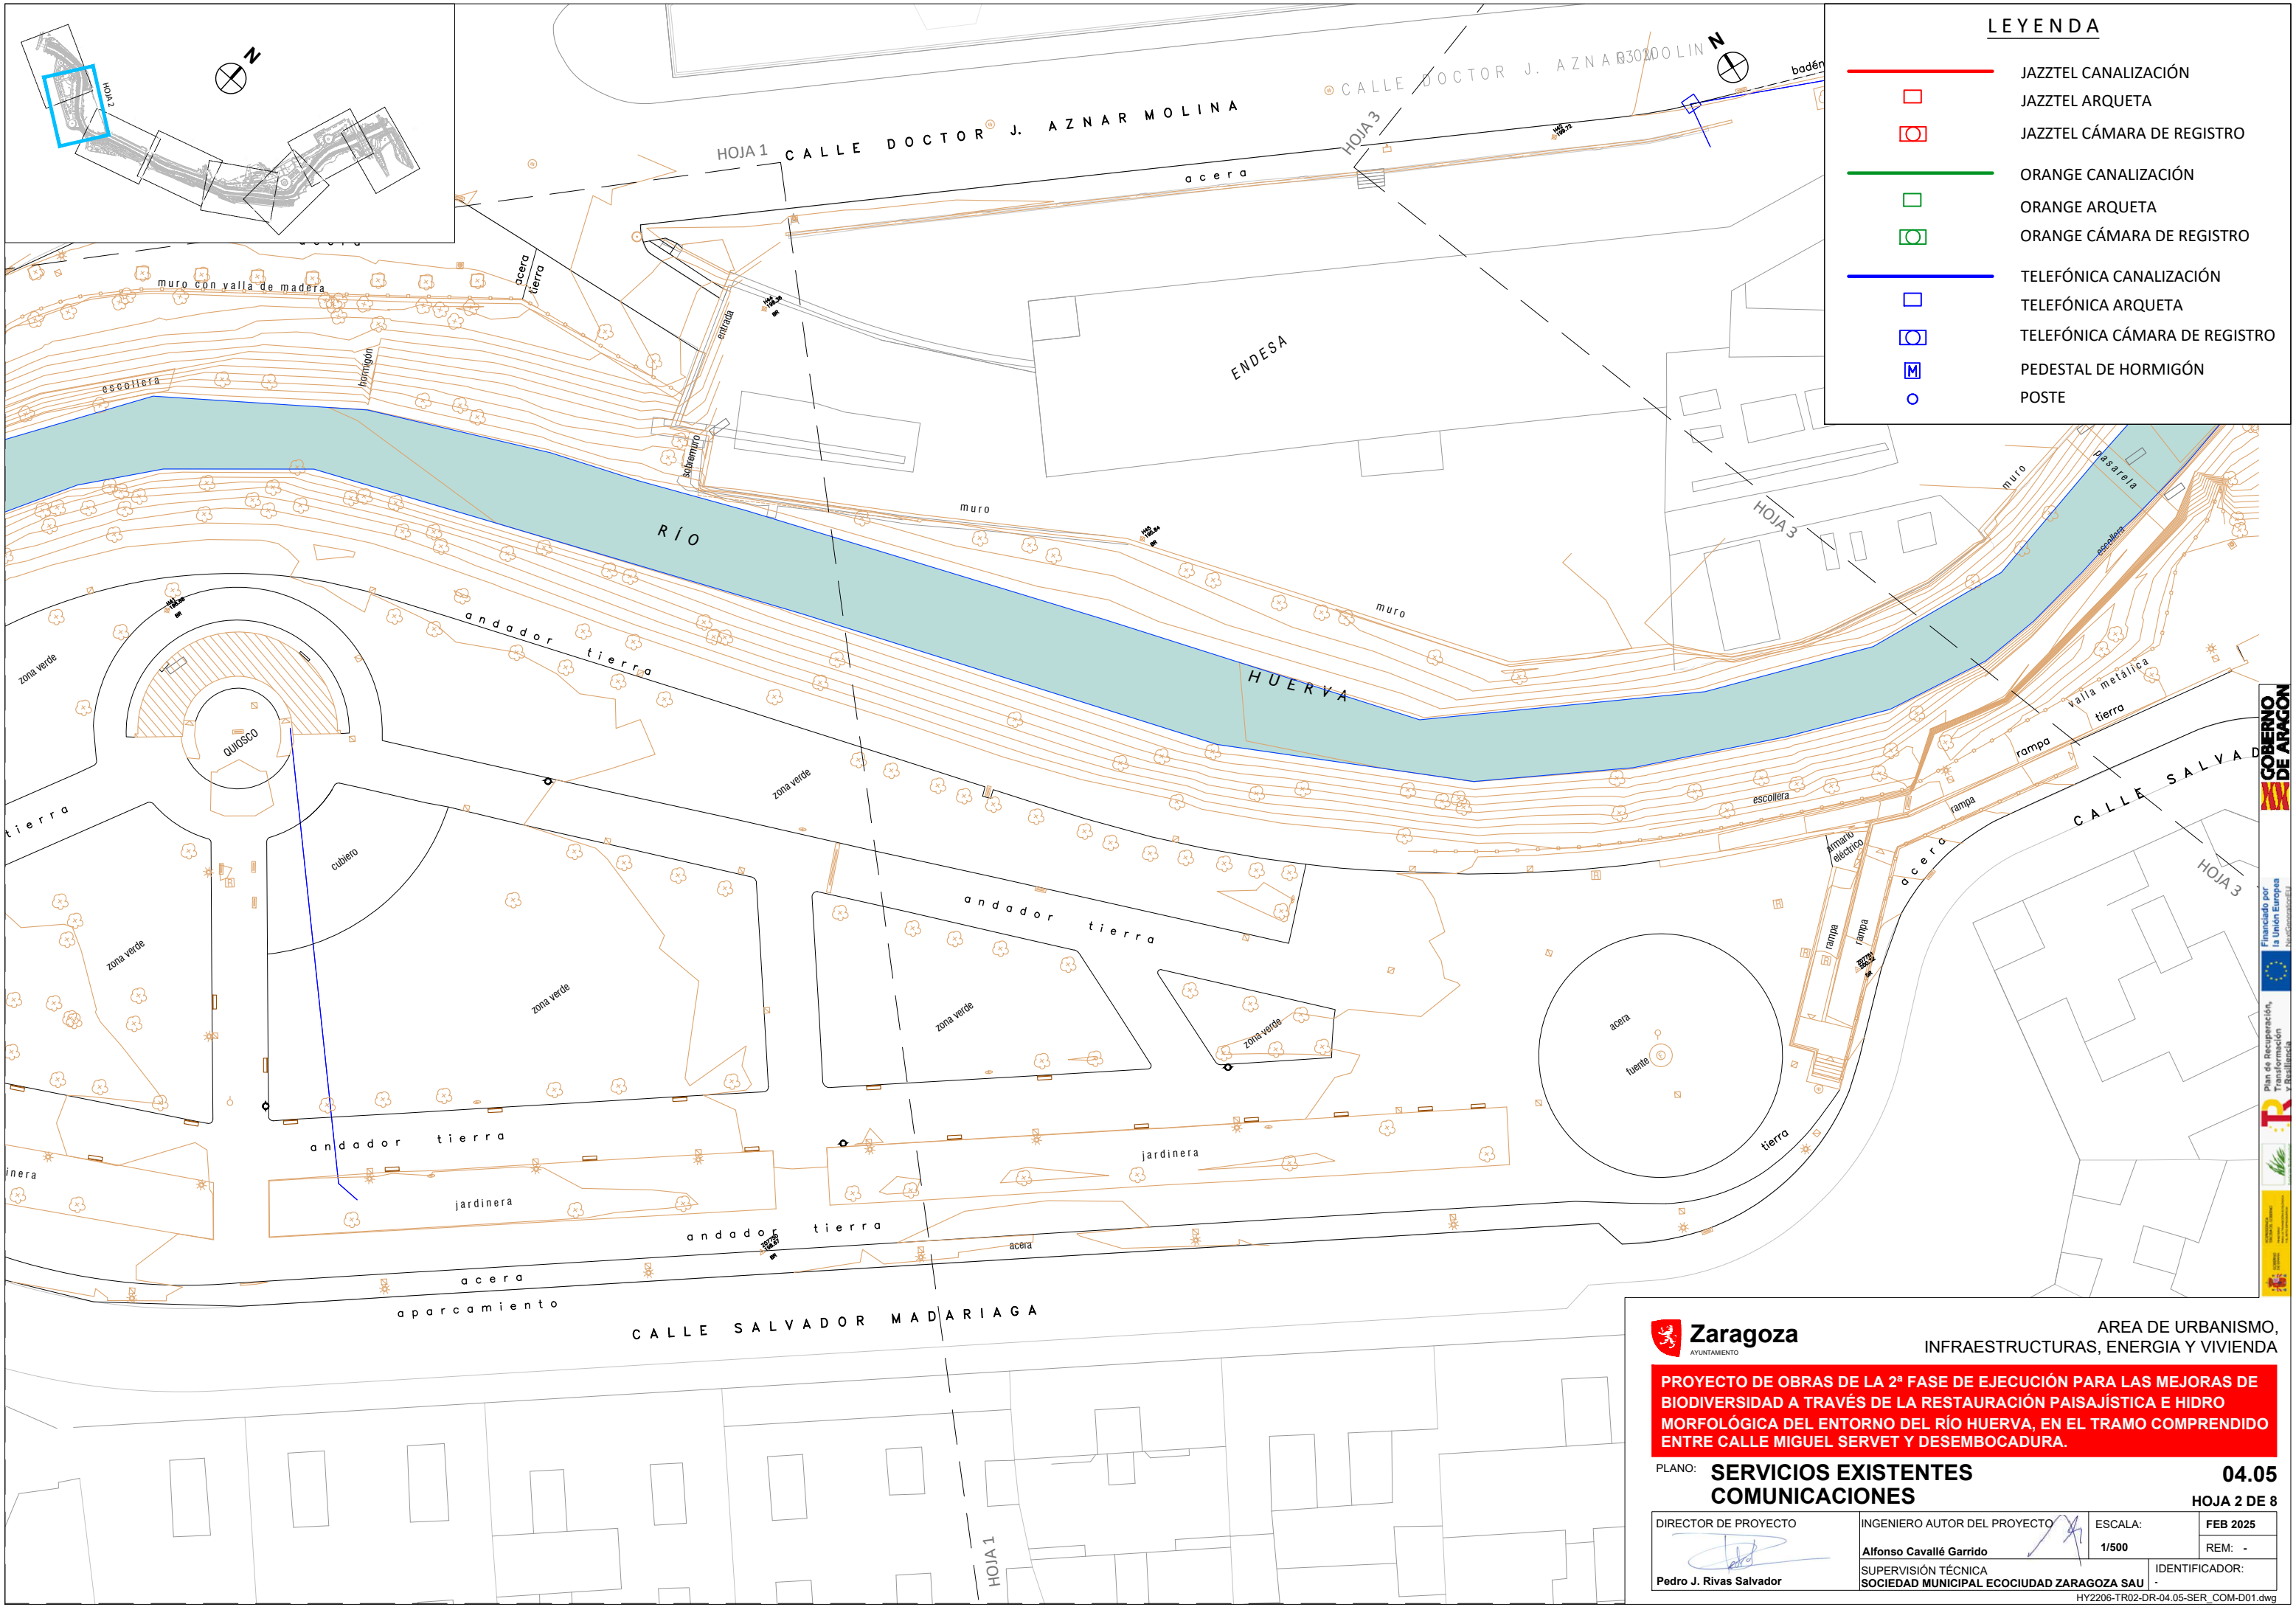 N
HOJA 2
LEYENDA
JAZZTEL CANALIZACIÓN
JAZZTEL ARQUETA
JAZZTEL CÁMARA DE REGISTRO
ORANGE CANALIZACIÓN
ORANGE ARQUETA
ORANGE CÁMARA DE REGISTRO
TELEFÓNICA CANALIZACIÓN
TELEFÓNICA ARQUETA
TELEFÓNICA CÁMARA DE REGISTRO
M PEDESTAL DE HORMIGÓN
POSTE
CALLE DOCTOR J. AZNAR MOLINA
N
badén
HOJA 1
CALLE DOCTOR J. AZNAR MOLINA
HOJA 3
acera
acera
tierra
muro con valla de madera
entrada
hormigón
escollera
ENDESA
sobremuro
RÍO
muro
HOJA 3
muro
pasarela
escollera
andador tierra
muro
HUERVA
zona verde
QUIOSCO
valla metálica
tierra
rampa
CALLE SALVAD
zona verde
tierra
cubiero
escollera
rampa
armario
eléctrico
acera
HOJA 3
andador tierra
zona verde
zona verde
zona verde
zona verde
rampa
rampa
acera
fuente
andador tierra
tierra
jardinera
inera
jardinera
andador tierra
acera
acera
aparcamiento
CALLE SALVADOR MADARIAGA
HOJA 1
GOBIERNO
DE ARAGON
Financiado por
la Unión Europea
NextGenerationEU
Plan de Recuperación,
Transformación
y Resiliencia
Zaragoza
AYUNTAMIENTO
AREA DE URBANISMO,
INFRAESTRUCTURAS, ENERGIA Y VIVIENDA
PROYECTO DE OBRAS DE LA 2ª FASE DE EJECUCIÓN PARA LAS MEJORAS DE
BIODIVERSIDAD A TRAVÉS DE LA RESTAURACIÓN PAISAJÍSTICA E HIDRO
MORFOLÓGICA DEL ENTORNO DEL RÍO HUERVA, EN EL TRAMO COMPRENDIDO
ENTRE CALLE MIGUEL SERVET Y DESEMBOCADURA.
PLANO: SERVICIOS EXISTENTES
COMUNICACIONES
04.05
HOJA 2 DE 8
DIRECTOR DE PROYECTO
Pedro J. Rivas Salvador
INGENIERO AUTOR DEL PROYECTO
Alfonso Cavallé Garrido
ESCALA:
1/500
FEB 2025
REM: -
SUPERVISIÓN TÉCNICA
SOCIEDAD MUNICIPAL ECOCIUDAD ZARAGOZA SAU
IDENTIFICADOR:
-
HY2206-TR02-DR-04.05-SER_COM-D01.dwg